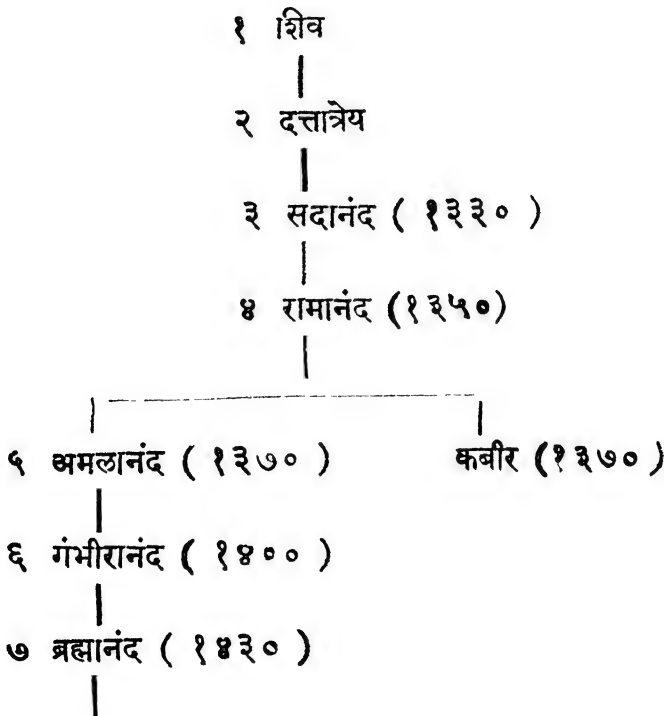 १ शिव
२ दत्तात्रेय
३ सदानंद ( १३३० )
४ रामानंद (१३५०)
५ अमलानंद ( १३७० ) कबीर (१३७०)
६ गंभीरानंद ( १४०० )
७ ब्रह्मानंद ( १४३० )